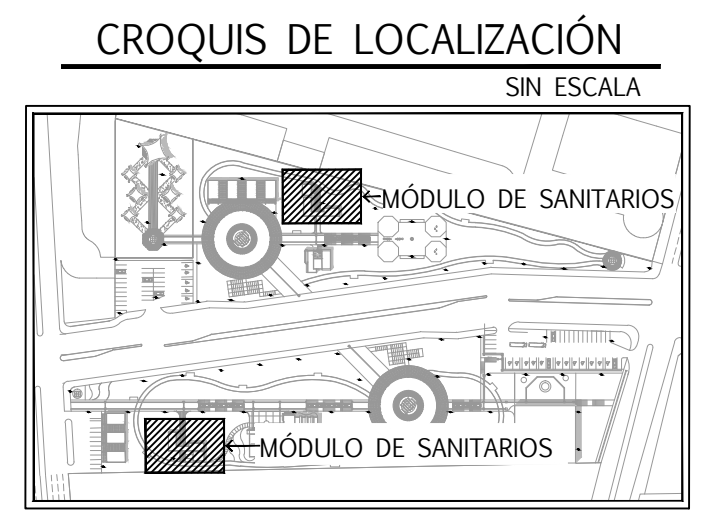 CROQUIS DE LOCALIZACIÓN
SIN ESCALA
MÓDULO DE SANITARIOS
MÓDULO DE SANITARIOS